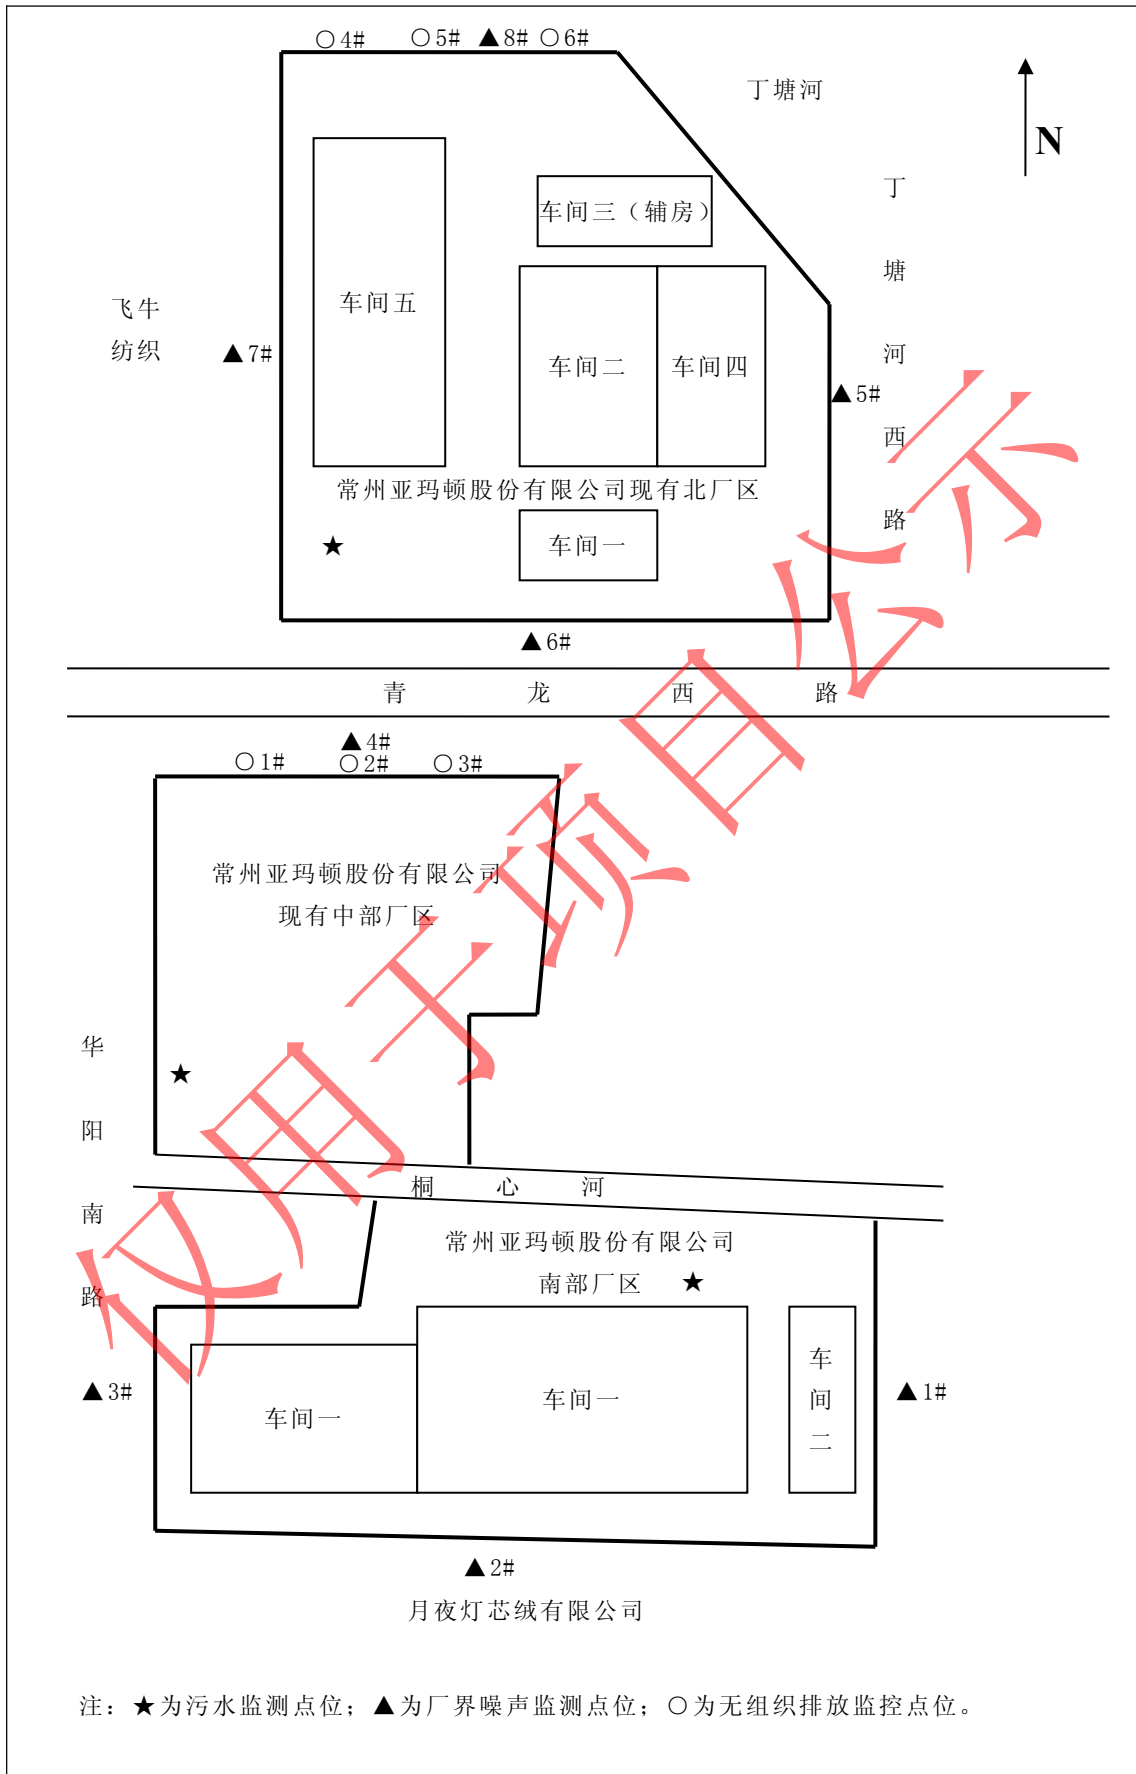 ○4# ○5# ▲8# ○6#
丁塘河
N
丁塘河西路
车间三（辅房）
车间五
飞牛
纺织
▲7#
车间二
车间四
▲5#
常州亚玛顿股份有限公司现有北厂区
★
车间一
▲6#
青龙西路
▲4#
○1# ○2# ○3#
常州亚玛顿股份有限公司
现有中部厂区
华阳南路
★
桐心河
常州亚玛顿股份有限公司
南部厂区 ★
▲3#
车间一
车间一
车间二
▲1#
▲2#
月夜灯芯绒有限公司
注：★为污水监测点位；▲为厂界噪声监测点位；○为无组织排放监控点位。
仅用于项目公示